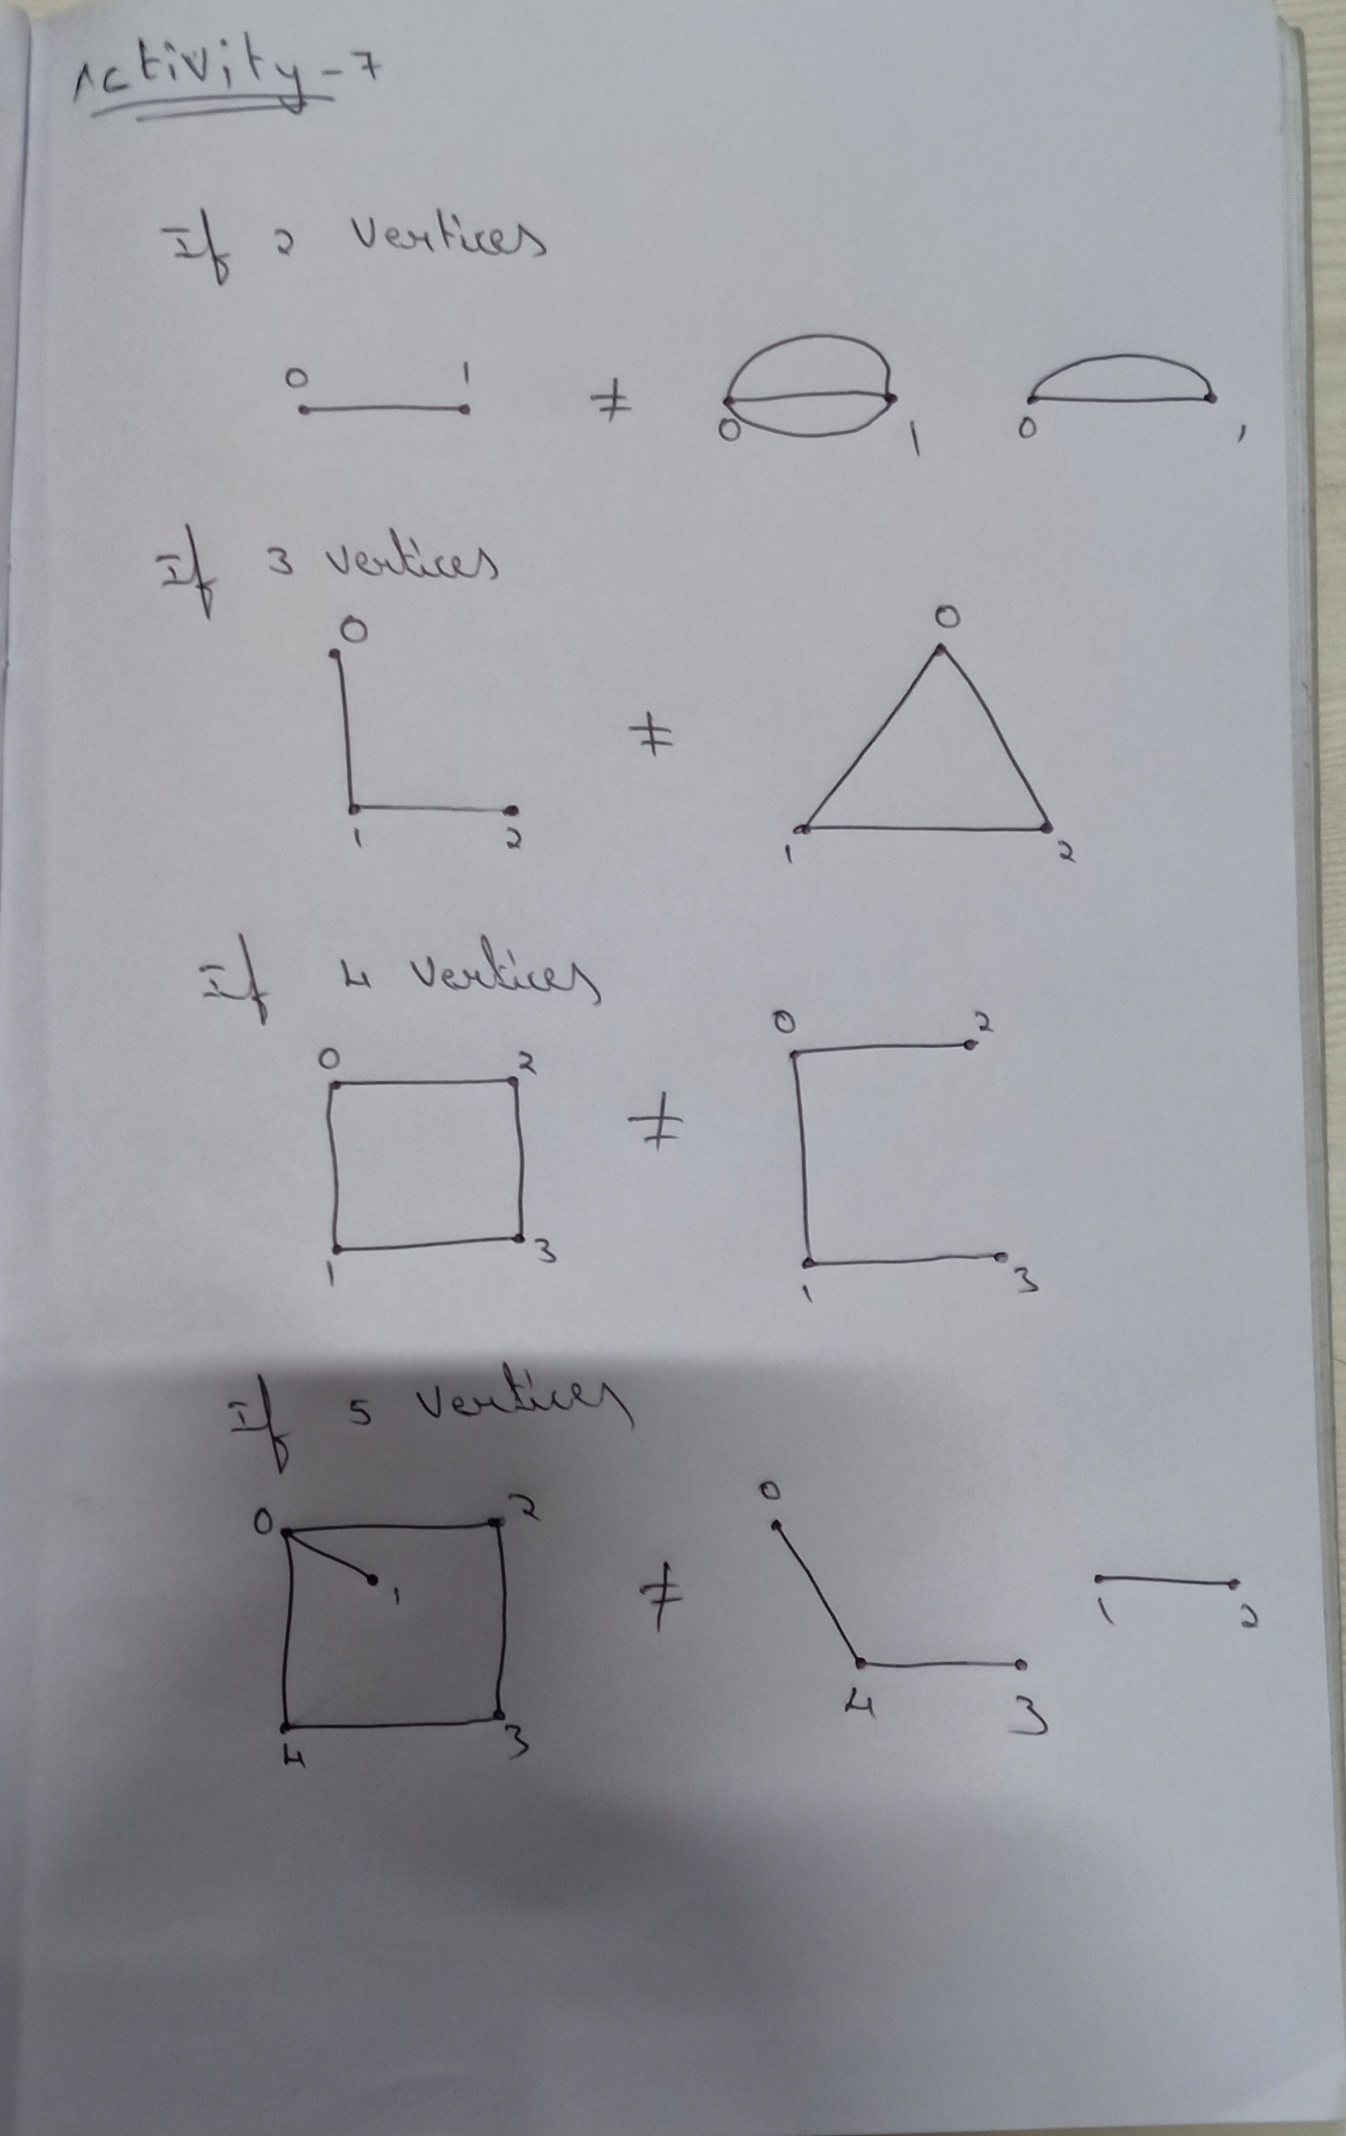 Activity-7
If 2 vertices
0 1 ≠ 0 1 0 1
If 3 vertices
0 0
≠
1 2 1 2
If 4 vertices
0 2 0 2
≠
1 3 1 3
If 5 vertices
0 2 0
1 ≠ 1 2
4 3 4 3